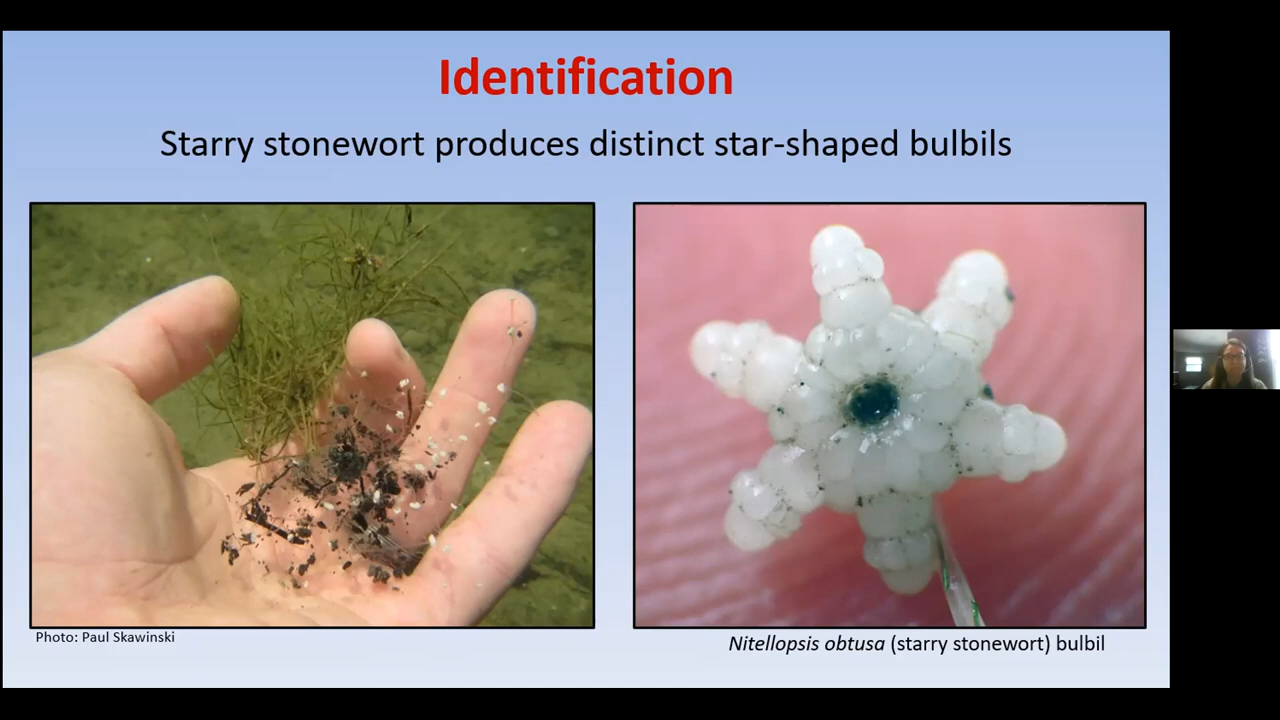 Identification
Starry stonewort produces distinct star-shaped bulbils
Photo: Paul Skawinski
Nitellopsis obtusa (starry stonewort) bulbil